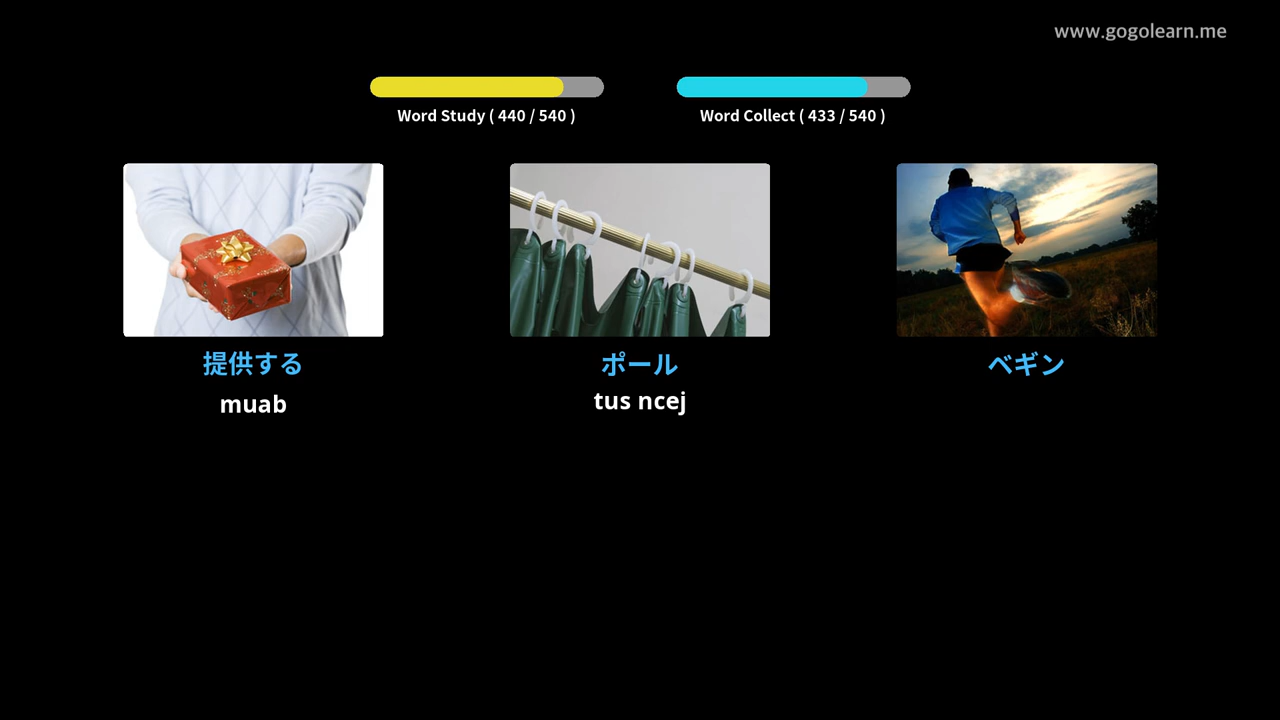 www.gogolearn.me
Word Study ( 440 / 540 )
Word Collect ( 433 / 540 )
提供する
ポール
ベギン
muab
tus ncej